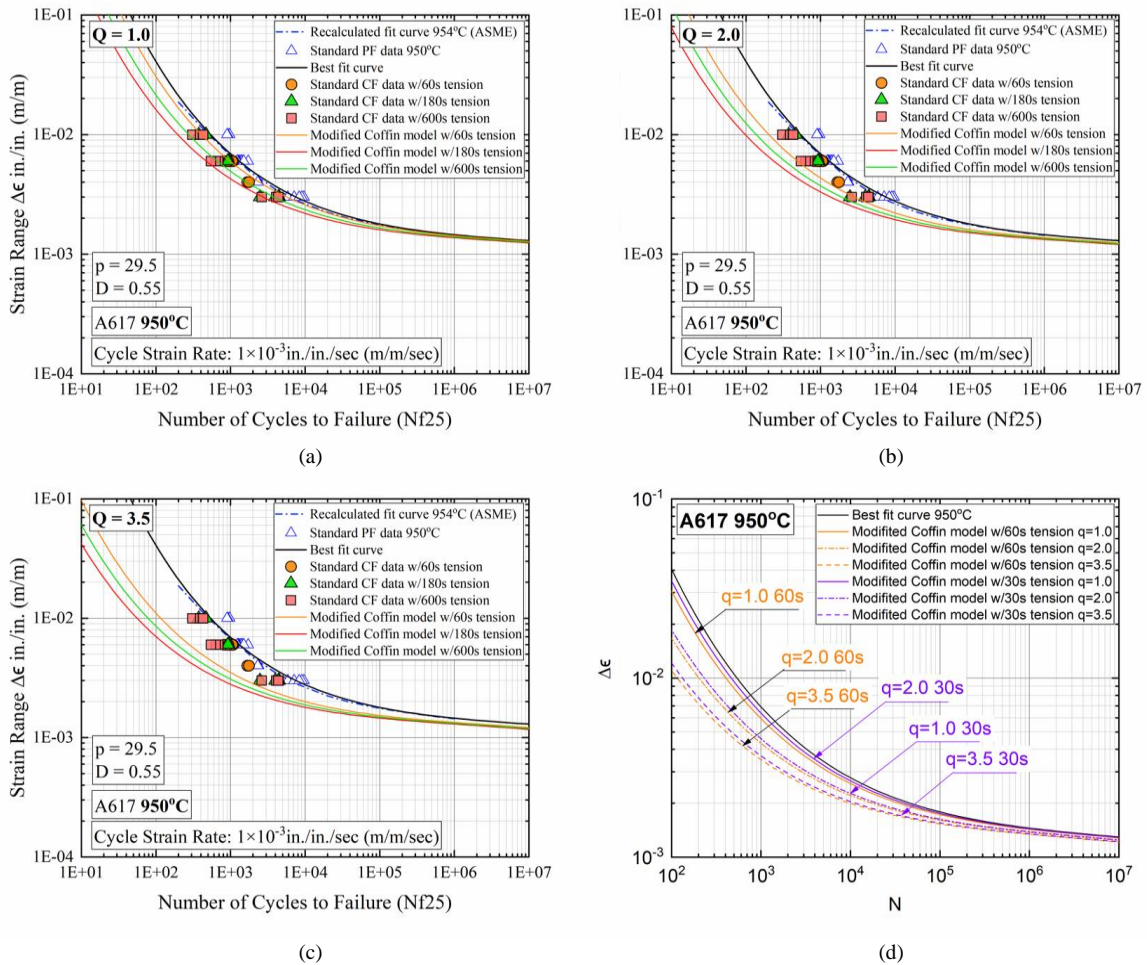 1E-01
1E-02
1E-03
1E-04
Strain Range Δϵ in./in. (m/m)
Q = 1.0
Recalculated fit curve 954°C (ASME)
Standard PF data 950°C
Best fit curve
Standard CF data w/60s tension
Standard CF data w/180s tension
Standard CF data w/600s tension
Modified Coffin model w/60s tension
Modified Coffin model w/180s tension
Modified Coffin model w/600s tension
p = 29.5
D = 0.55
A617 950°C
Cycle Strain Rate: 1×10⁻³in./in./sec (m/m/sec)
1E+01 1E+02 1E+03 1E+04 1E+05 1E+06 1E+07
Number of Cycles to Failure (Nf25)
(a)
1E-01
1E-02
1E-03
1E-04
Q = 2.0
Recalculated fit curve 954°C (ASME)
Standard PF data 950°C
Best fit curve
Standard CF data w/60s tension
Standard CF data w/180s tension
Standard CF data w/600s tension
Modified Coffin model w/60s tension
Modified Coffin model w/180s tension
Modified Coffin model w/600s tension
p = 29.5
D = 0.55
A617 950°C
Cycle Strain Rate: 1×10⁻³in./in./sec (m/m/sec)
1E+01 1E+02 1E+03 1E+04 1E+05 1E+06 1E+07
Number of Cycles to Failure (Nf25)
(b)
1E-01
1E-02
1E-03
1E-04
Strain Range Δϵ in./in. (m/m)
Q = 3.5
Recalculated fit curve 954°C (ASME)
Standard PF data 950°C
Best fit curve
Standard CF data w/60s tension
Standard CF data w/180s tension
Standard CF data w/600s tension
Modified Coffin model w/60s tension
Modified Coffin model w/180s tension
Modified Coffin model w/600s tension
p = 29.5
D = 0.55
A617 950°C
Cycle Strain Rate: 1×10⁻³in./in./sec (m/m/sec)
1E+01 1E+02 1E+03 1E+04 1E+05 1E+06 1E+07
Number of Cycles to Failure (Nf25)
(c)
10⁻¹
10⁻²
10⁻³
Δϵ
A617 950°C
Best fit curve 950°C
Modifited Coffin model w/60s tension q=1.0
Modifited Coffin model w/60s tension q=2.0
Modifited Coffin model w/60s tension q=3.5
Modifited Coffin model w/30s tension q=1.0
Modifited Coffin model w/30s tension q=2.0
Modifited Coffin model w/30s tension q=3.5
q=1.0 60s
q=2.0 60s
q=3.5 60s
q=2.0 30s
q=1.0 30s
q=3.5 30s
10² 10³ 10⁴ 10⁵ 10⁶ 10⁷
N
(d)